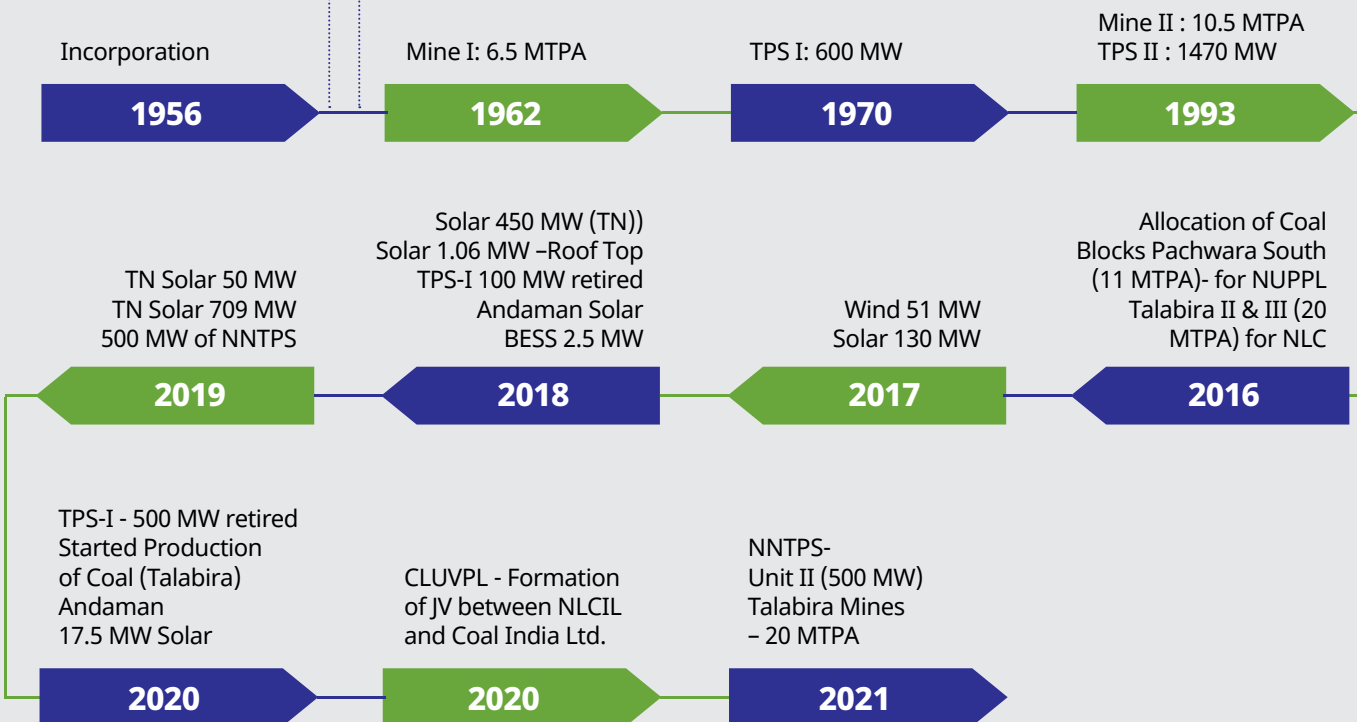 Incorporation
1956
Mine I: 6.5 MTPA
1962
TPS I: 600 MW
1970
Mine II : 10.5 MTPA
TPS II : 1470 MW
1993
Allocation of Coal
Blocks Pachwara South
(11 MTPA)- for NUPPL
Talabira II & III (20
MTPA) for NLC
2016
Wind 51 MW
Solar 130 MW
2017
Solar 450 MW (TN))
Solar 1.06 MW –Roof Top
TPS-I 100 MW retired
Andaman Solar
BESS 2.5 MW
2018
TN Solar 50 MW
TN Solar 709 MW
500 MW of NNTPS
2019
TPS-I - 500 MW retired
Started Production
of Coal (Talabira)
Andaman
17.5 MW Solar
2020
CLUVPL - Formation
of JV between NLCIL
and Coal India Ltd.
2020
NNTPS-
Unit II (500 MW)
Talabira Mines
– 20 MTPA
2021